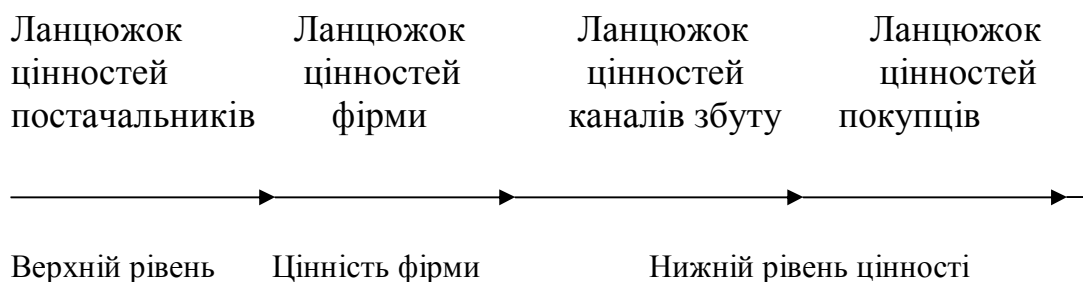 Ланцюжок Ланцюжок Ланцюжок Ланцюжок
цінностей цінностей цінностей цінностей
постачальників фірми каналів збуту покупців
Верхній рівень Цінність фірми Нижній рівень цінності